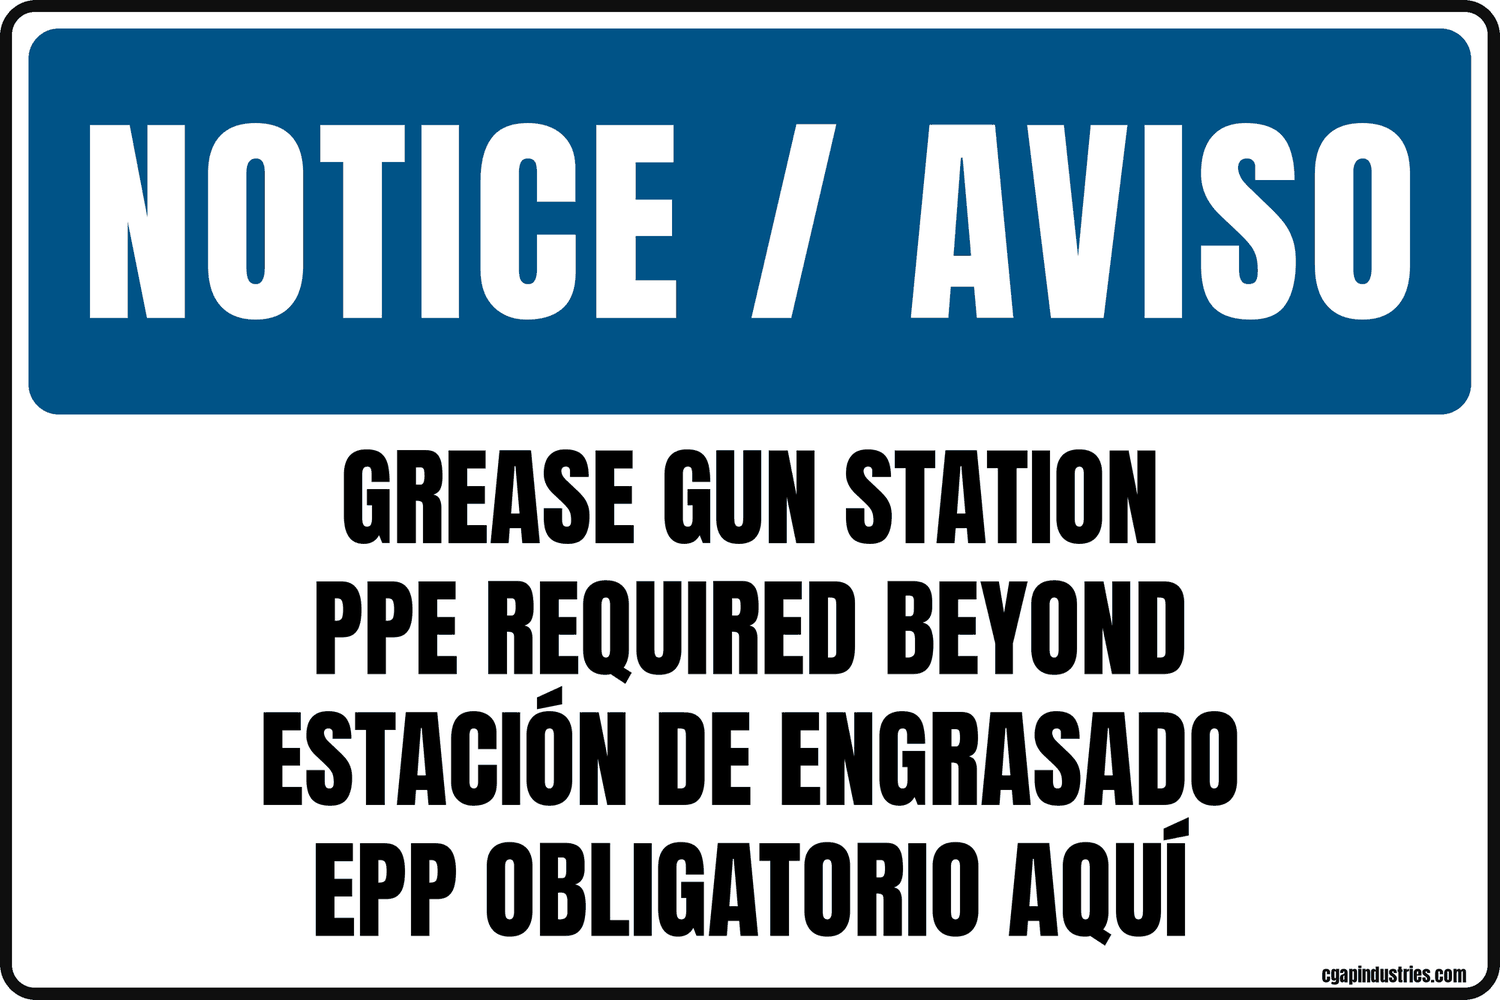 NOTICE / AVISO
GREASE GUN STATION
PPE REQUIRED BEYOND
ESTACIÓN DE ENGRASADO
EPP OBLIGATORIO AQUÍ
cgapindustries.com